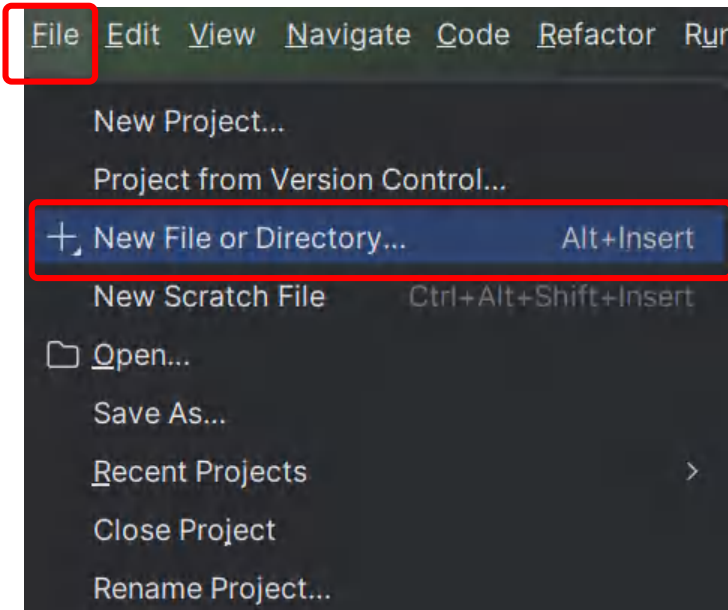 File Edit View Navigate Code Refactor Run
New Project...
Project from Version Control...
New File or Directory... Alt+Insert
New Scratch File Ctrl+Alt+Shift+Insert
Open...
Save As...
Recent Projects
Close Project
Rename Project...